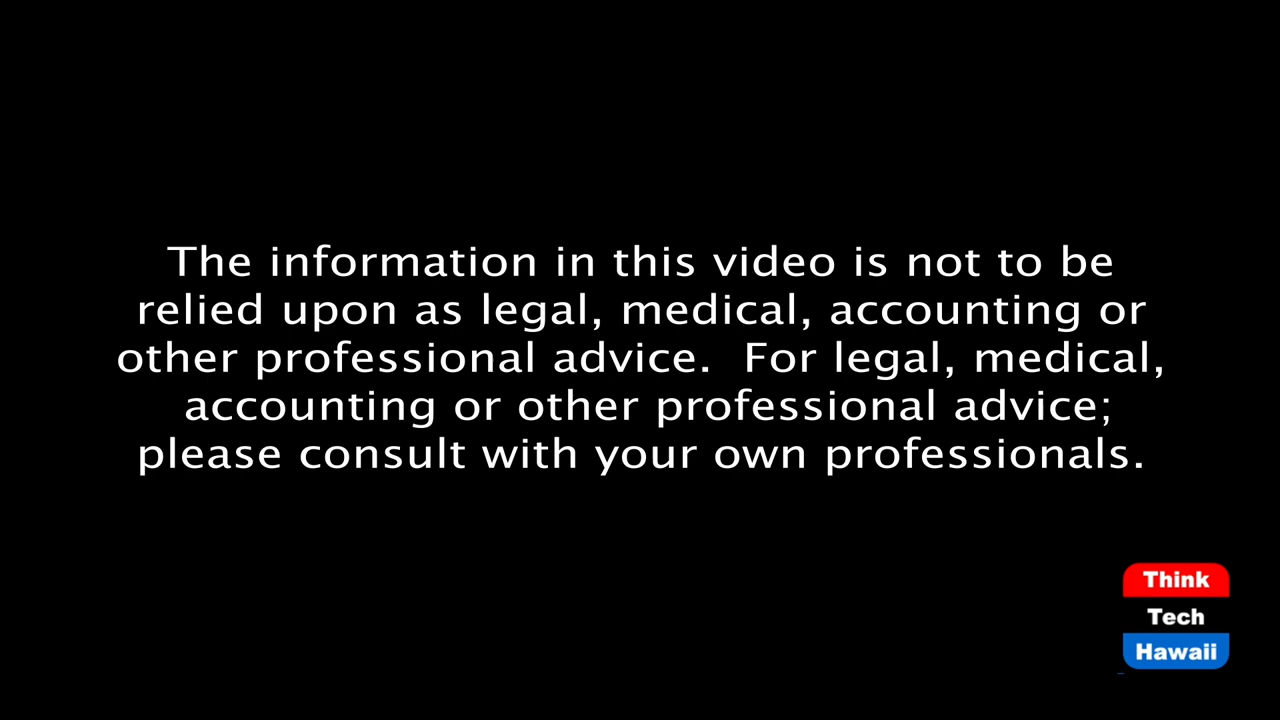 The information in this video is not to be
relied upon as legal, medical, accounting or
other professional advice.  For legal, medical,
accounting or other professional advice;
please consult with your own professionals.
Think
Tech
Hawaii